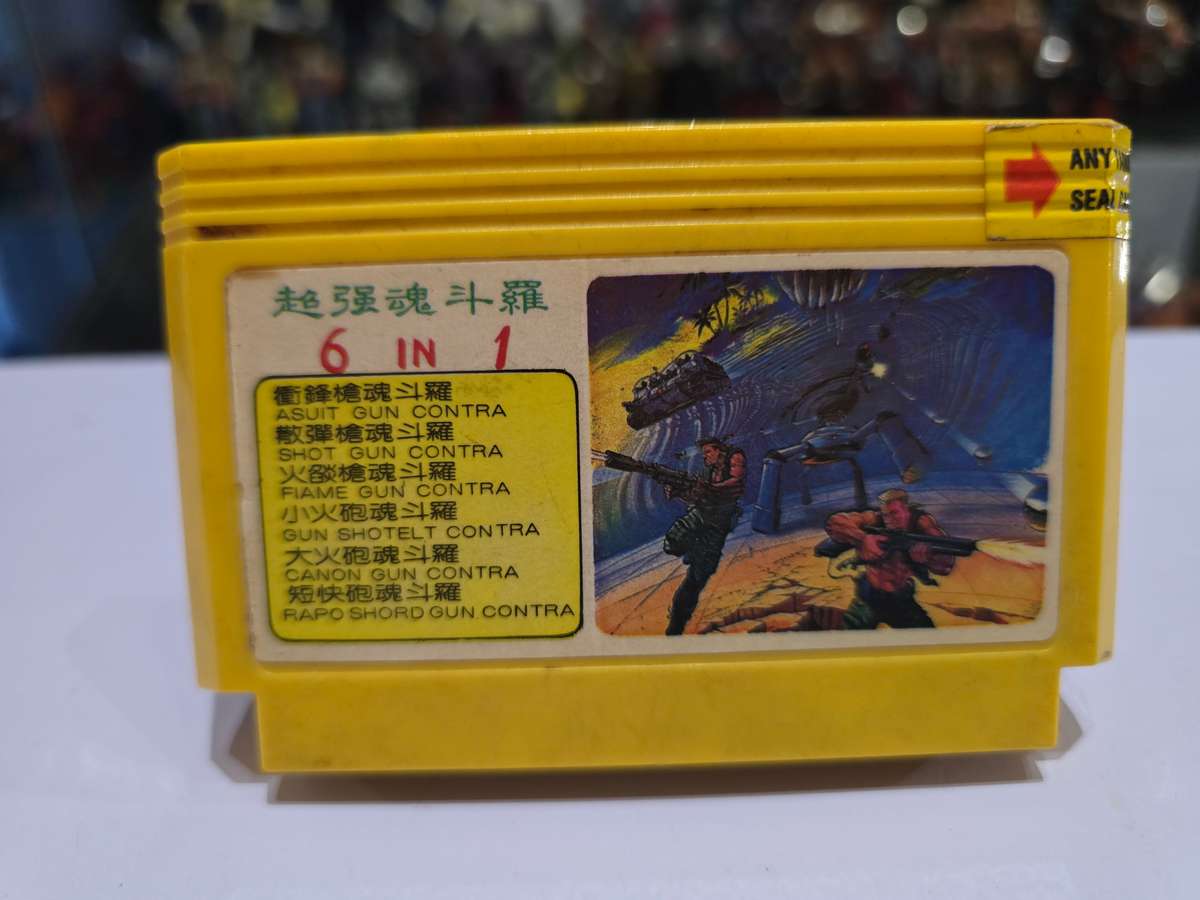 超强魂斗羅
6 IN 1
衝鋒槍魂斗羅
ASUIT GUN CONTRA
散彈槍魂斗羅
SHOT GUN CONTRA
火燄槍魂斗羅
FIAME GUN CONTRA
小火砲魂斗羅
GUN SHOTELT CONTRA
大火砲魂斗羅
CANON GUN CONTRA
短快砲魂斗羅
RAPO SHORD GUN CONTRA
ANY
SEAL